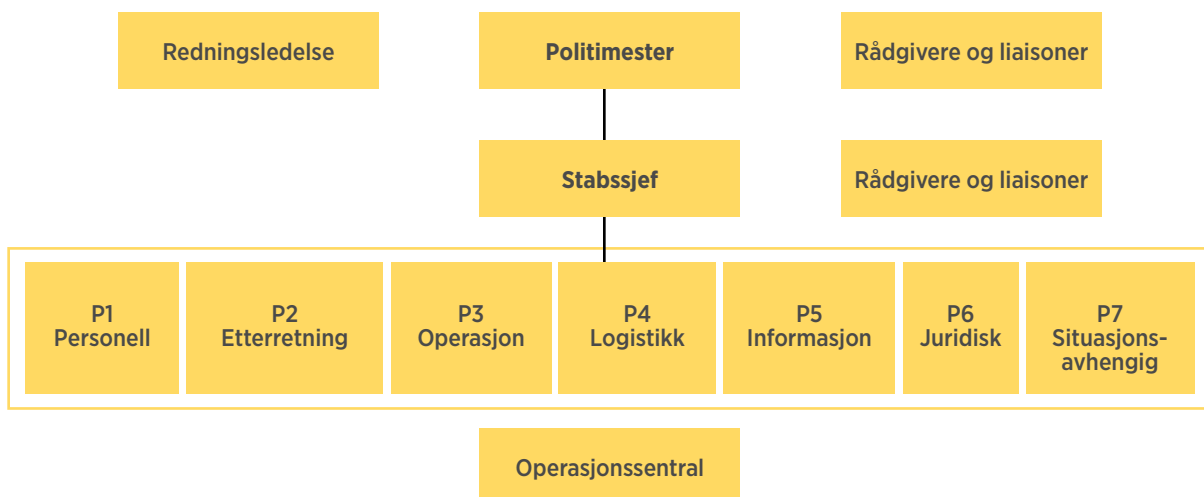 Redningsledelse
Politimester
Rådgivere og liaisoner
Stabssjef
Rådgivere og liaisoner
P1
Personell
P2
Etterretning
P3
Operasjon
P4
Logistikk
P5
Informasjon
P6
Juridisk
P7
Situasjons-
avhengig
Operasjonssentral